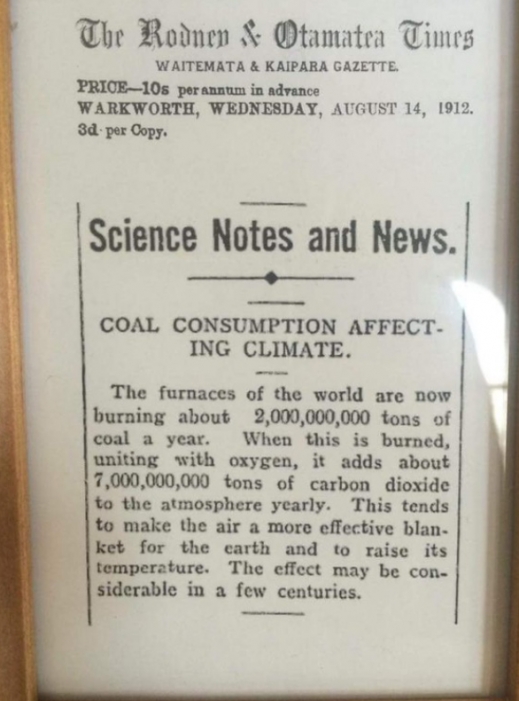 The Rodney & Otamatea Times
WAITEMATA & KAIPARA GAZETTE.
PRICE—10s per annum in advance
WARKWORTH, WEDNESDAY, AUGUST 14, 1912.
3d· per Copy.
Science Notes and News.
COAL CONSUMPTION AFFECT-
ING CLIMATE.
The furnaces of the world are now
burning about 2,000,000,000 tons of
coal a year. When this is burned,
uniting with oxygen, it adds about
7,000,000,000 tons of carbon dioxide
to the atmosphere yearly. This tends
to make the air a more effective blan-
ket for the earth and to raise its
temperature. The effect may be con-
siderable in a few centuries.